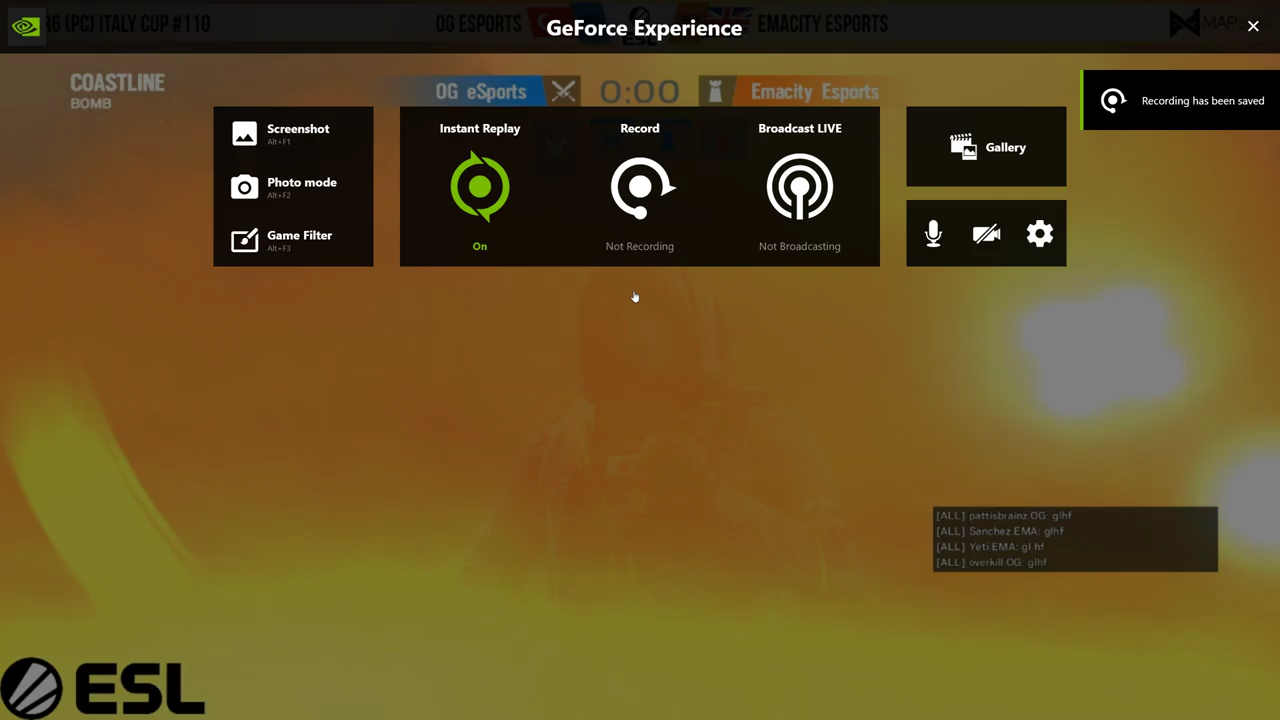 R6 (PC) ITALY CUP #110
OG ESPORTS
EMACITY ESPORTS
GeForce Experience
COASTLINE
BOMB
OG eSports
0:00
Emacity Esports
Recording has been saved
Screenshot
Alt+F1
Photo mode
Alt+F2
Game Filter
Alt+F3
Instant Replay
On
Record
Not Recording
Broadcast LIVE
Not Broadcasting
Gallery
[ALL] pattisbrainz.OG: glhf
[ALL] Sanchez.EMA: glhf
[ALL] Yeti.EMA: gl hf
[ALL] overkill.OG: glhf
ESL